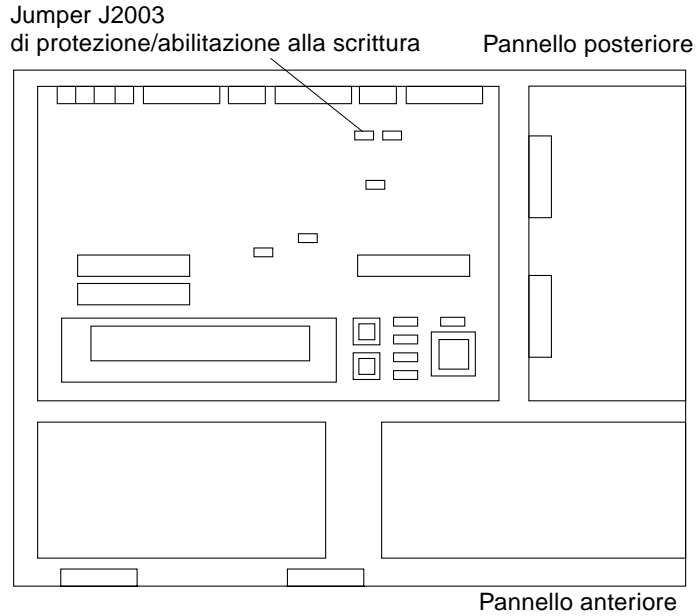 Jumper J2003
di protezione/abilitazione alla scrittura
Pannello posteriore
Pannello anteriore